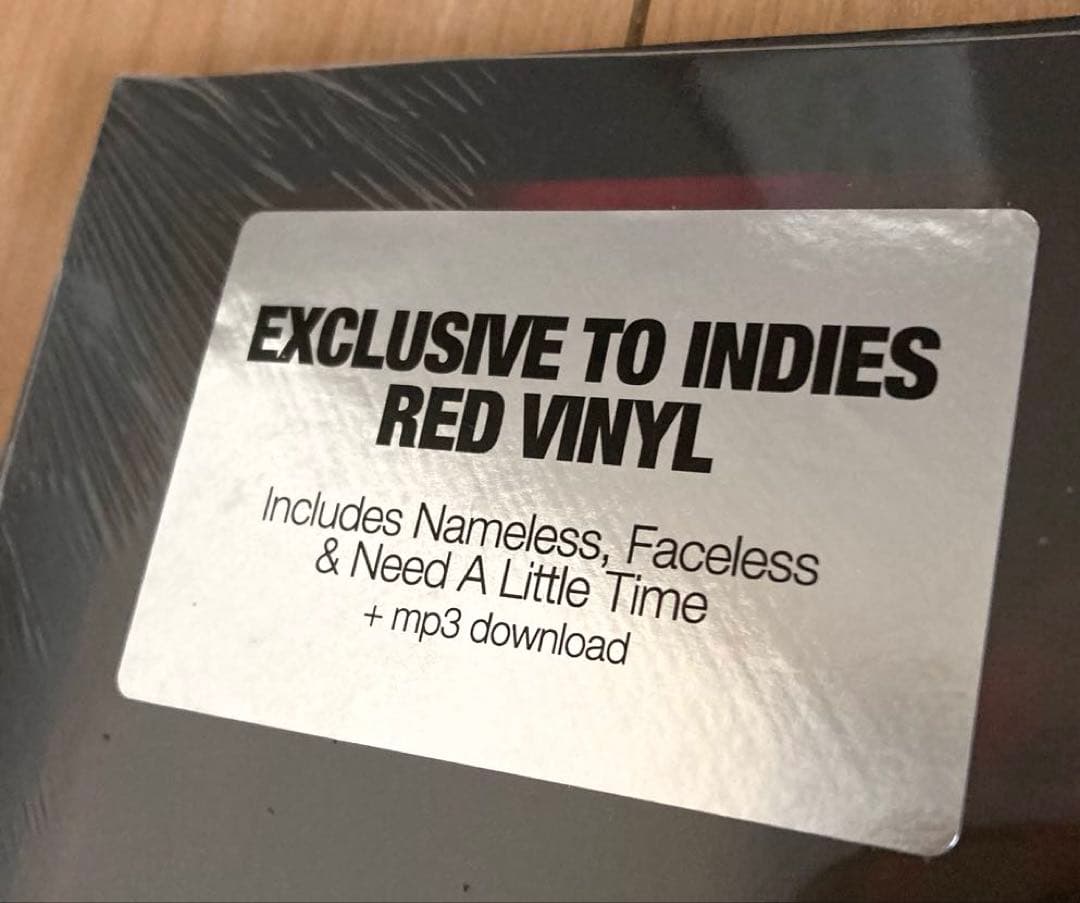 EXCLUSIVE TO INDIES
RED VINYL
Includes Nameless, Faceless
& Need A Little Time
+ mp3 download